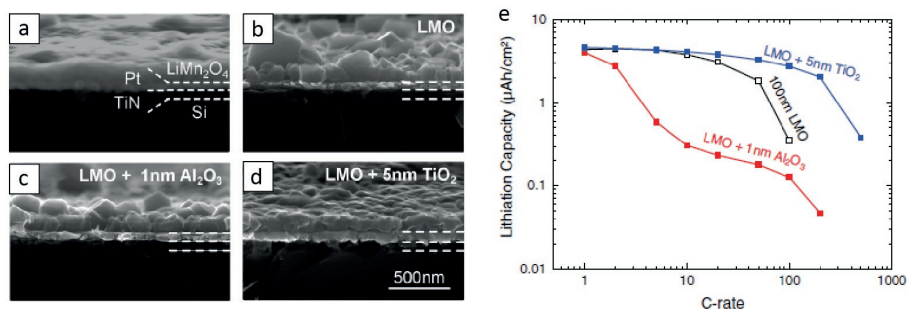 a
LiMn₂O₄
Pt
TiN
Si
b
LMO
c
LMO + 1nm Al₂O₃
d
LMO + 5nm TiO₂
500nm
e
Lithiation Capacity (µAh/cm²)
10
1
0.1
0.01
LMO + 5nm TiO₂
100nm LMO
LMO + 1nm Al₂O₃
1
10
100
1000
C-rate